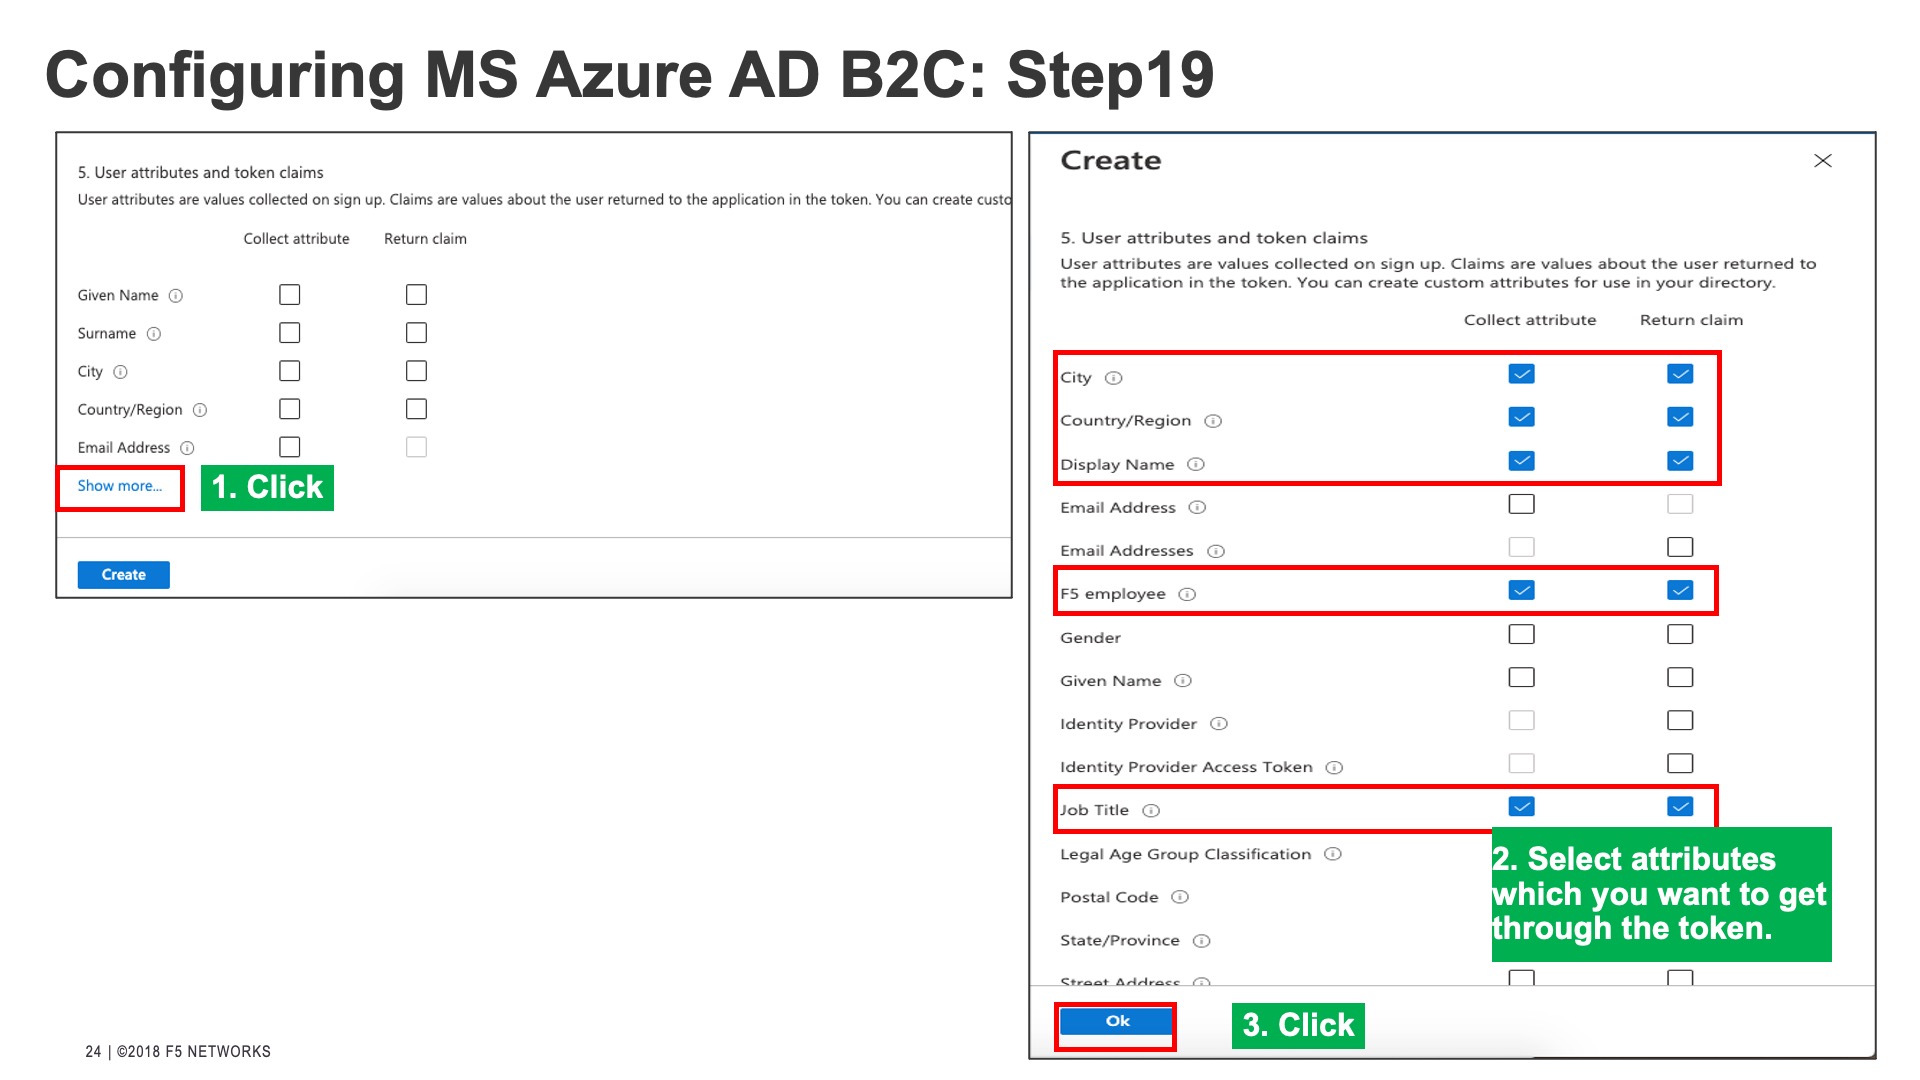 Configuring MS Azure AD B2C: Step19
5. User attributes and token claims
User attributes are values collected on sign up. Claims are values about the user returned to the application in the token. You can create custo
Collect attribute Return claim
Given Name
Surname
City
Country/Region
Email Address
Show more...
1. Click
Create
Create
5. User attributes and token claims
User attributes are values collected on sign up. Claims are values about the user returned to
the application in the token. You can create custom attributes for use in your directory.
Collect attribute Return claim
City
Country/Region
Display Name
Email Address
Email Addresses
F5 employee
Gender
Given Name
Identity Provider
Identity Provider Access Token
Job Title
Legal Age Group Classification
Postal Code
State/Province
Street Address
2. Select attributes
which you want to get
through the token.
Ok
3. Click
24 | ©2018 F5 NETWORKS